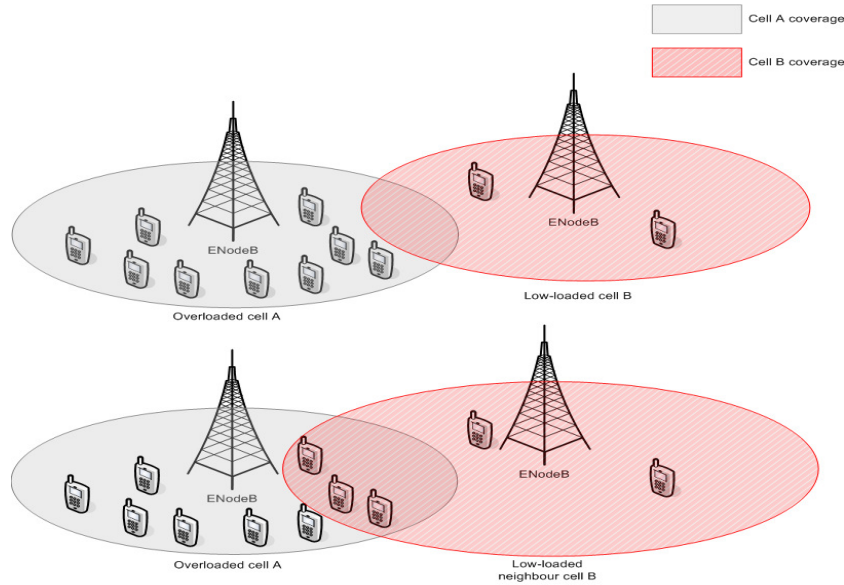 Cell A coverage
Cell B coverage
ENodeB
ENodeB
Low-loaded cell B
Overloaded cell A
ENodeB
ENodeB
Overloaded cell A
Low-loaded
neighbour cell B